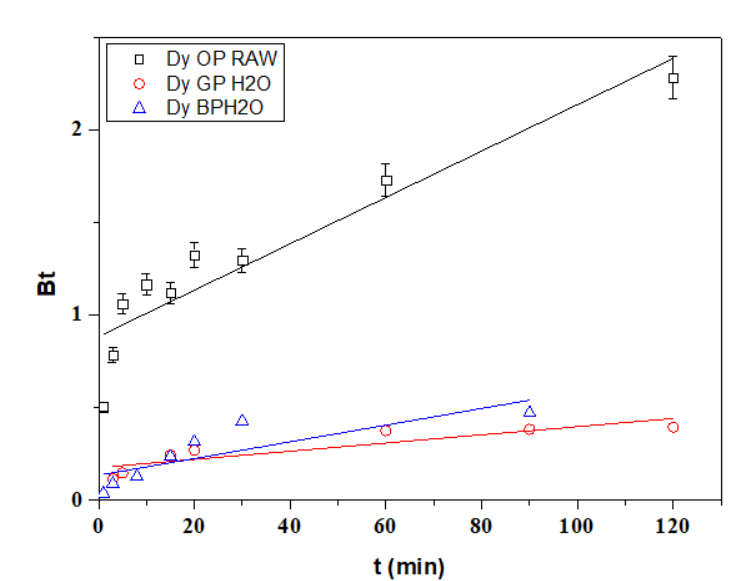 Dy OP RAW
Dy GP H2O
Dy BPH2O
2
1
0
Bt
0 20 40 60 80 100 120
t (min)